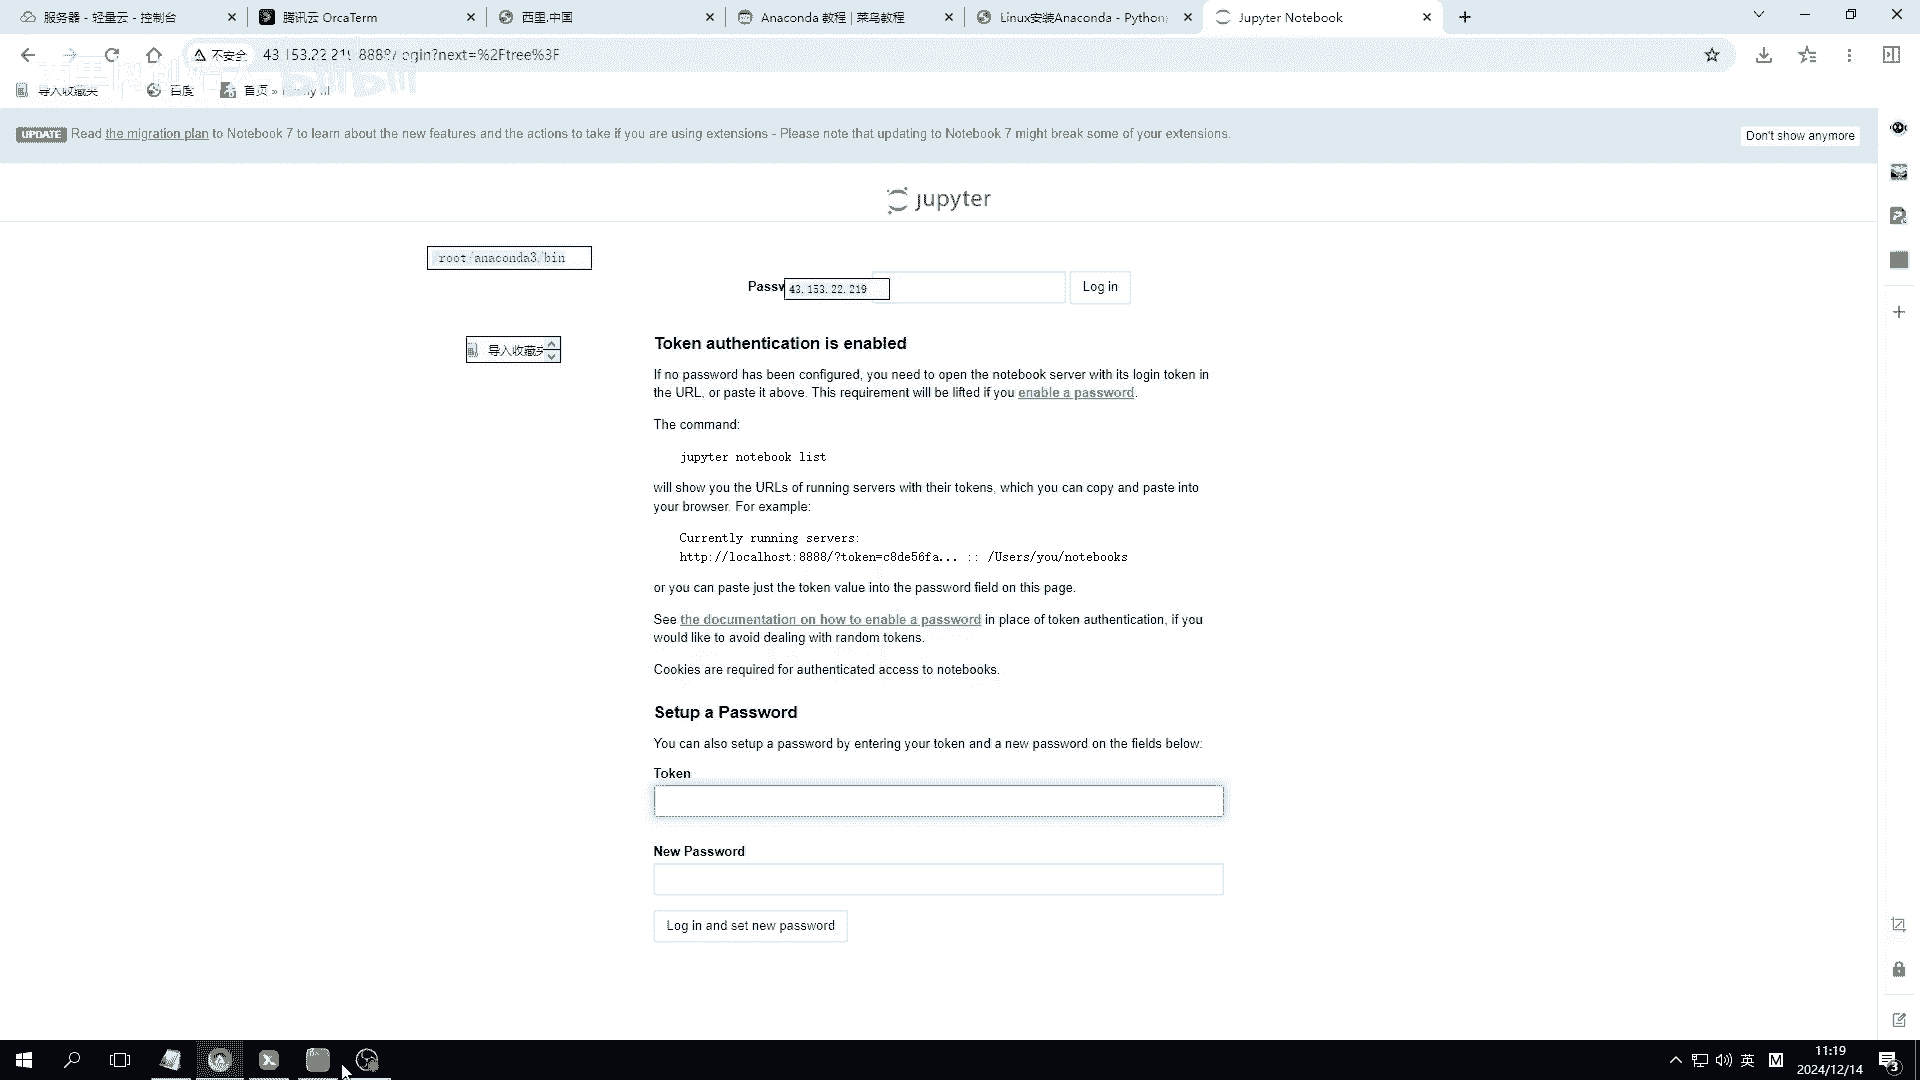 服务器 - 轻量云 - 控制台
腾讯云 OrcaTerm
西里.中国
Anaconda 教程 | 菜鸟教程
Linux安装Anaconda - Python;
Jupyter Notebook
不安全
43.153.22.219:8888/login?next=%2Ftree%3F
导入收藏夹
百度
首页 »
UPDATE Read the migration plan to Notebook 7 to learn about the new features and the actions to take if you are using extensions - Please note that updating to Notebook 7 might break some of your extensions.
Don't show anymore
jupyter
/root/anaconda3/bin
Passw
43.153.22.219
Log in
导入收藏夹
Token authentication is enabled
If no password has been configured, you need to open the notebook server with its login token in
the URL, or paste it above. This requirement will be lifted if you enable a password.
The command:
jupyter notebook list
will show you the URLs of running servers with their tokens, which you can copy and paste into
your browser. For example:
Currently running servers:
http://localhost:8888/?token=c8de56fa... :: /Users/you/notebooks
or you can paste just the token value into the password field on this page.
See the documentation on how to enable a password in place of token authentication, if you
would like to avoid dealing with random tokens.
Cookies are required for authenticated access to notebooks.
Setup a Password
You can also setup a password by entering your token and a new password on the fields below:
Token
New Password
Log in and set new password
英
M
11:19
2024/12/14
3